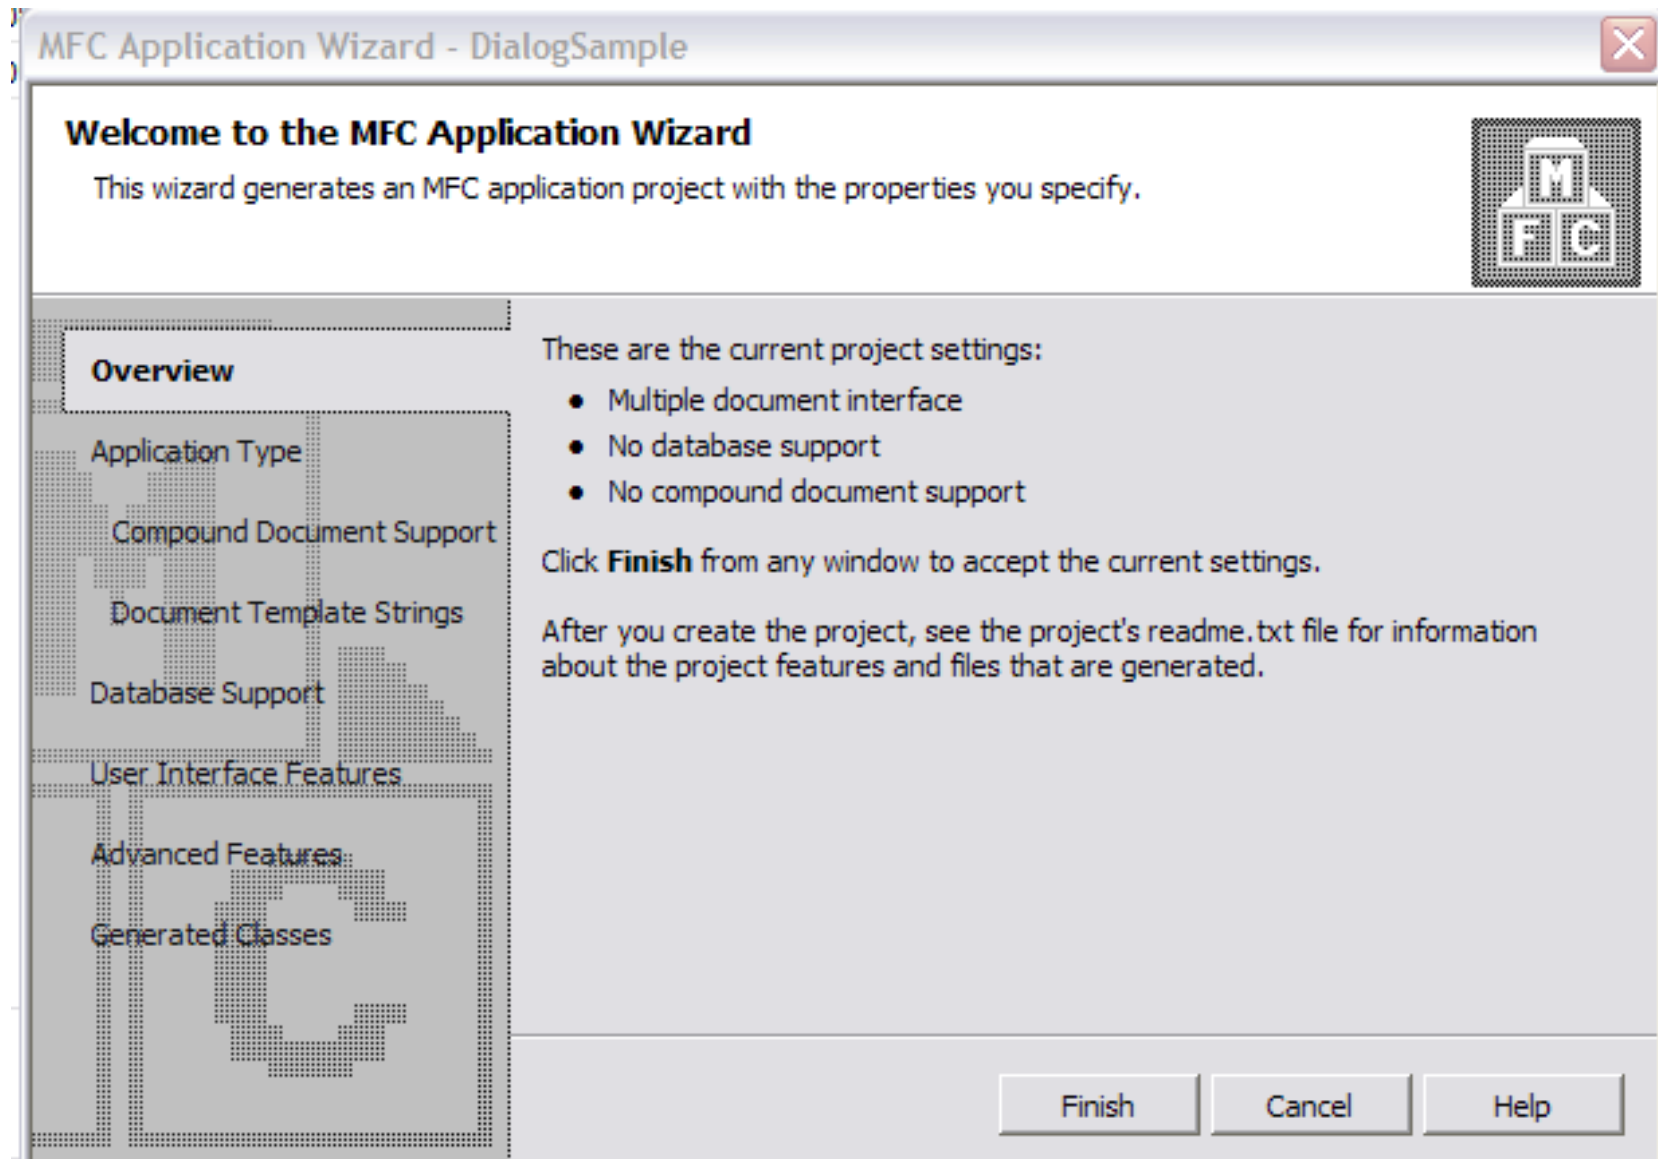 MFC Application Wizard - DialogSample
Welcome to the MFC Application Wizard
This wizard generates an MFC application project with the properties you specify.
M
F C
Overview
Application Type
Compound Document Support
Document Template Strings
Database Support
User Interface Features
Advanced Features
Generated Classes
These are the current project settings:
• Multiple document interface
• No database support
• No compound document support
Click Finish from any window to accept the current settings.
After you create the project, see the project's readme.txt file for information
about the project features and files that are generated.
Finish
Cancel
Help